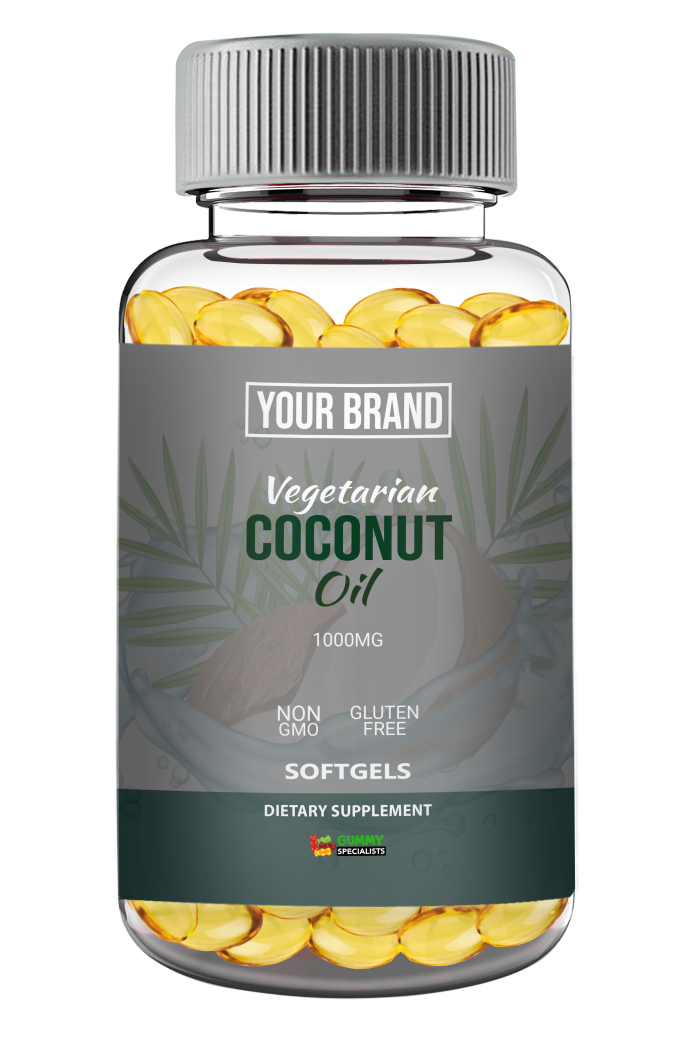 YOUR BRAND
Vegetarian
COCONUT
Oil
1000MG
NON GLUTEN
GMO FREE
SOFTGELS
DIETARY SUPPLEMENT
GUMMY
SPECIALISTS